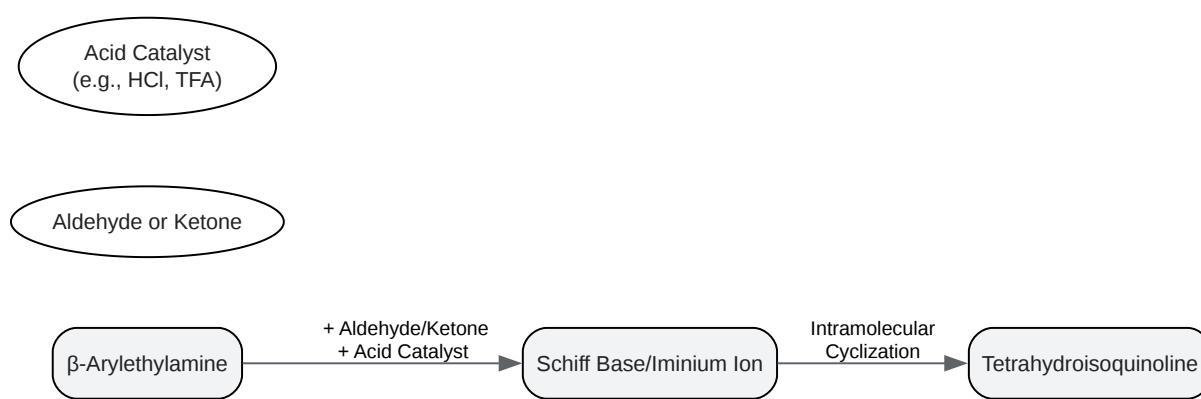 Acid Catalyst
(e.g., HCl, TFA)
Aldehyde or Ketone
β-Arylethylamine
+ Aldehyde/Ketone
+ Acid Catalyst
Schiff Base/Iminium Ion
Intramolecular
Cyclization
Tetrahydroisoquinoline